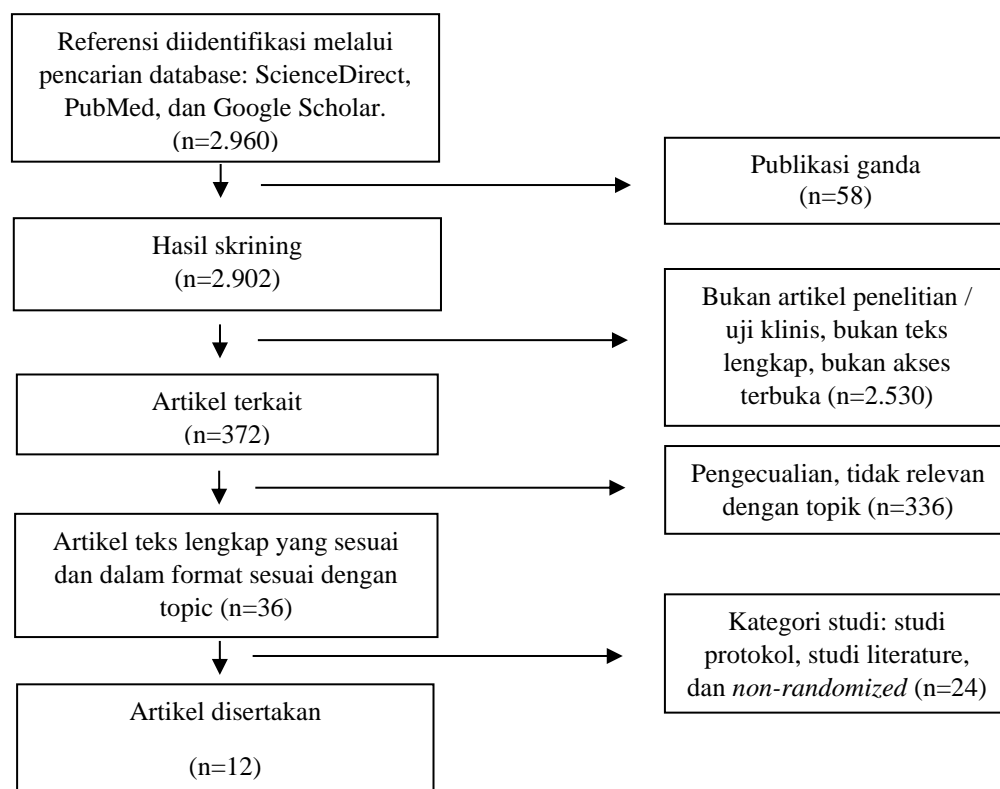 Referensi diidentifikasi melalui
pencarian database: ScienceDirect,
PubMed, dan Google Scholar.
(n=2.960)
Publikasi ganda
(n=58)
Hasil skrining
(n=2.902)
Bukan artikel penelitian /
uji klinis, bukan teks
lengkap, bukan akses
terbuka (n=2.530)
Artikel terkait
(n=372)
Pengecualian, tidak relevan
dengan topik (n=336)
Artikel teks lengkap yang sesuai
dan dalam format sesuai dengan
topic (n=36)
Kategori studi: studi
protokol, studi literature,
dan non-randomized (n=24)
Artikel disertakan
(n=12)